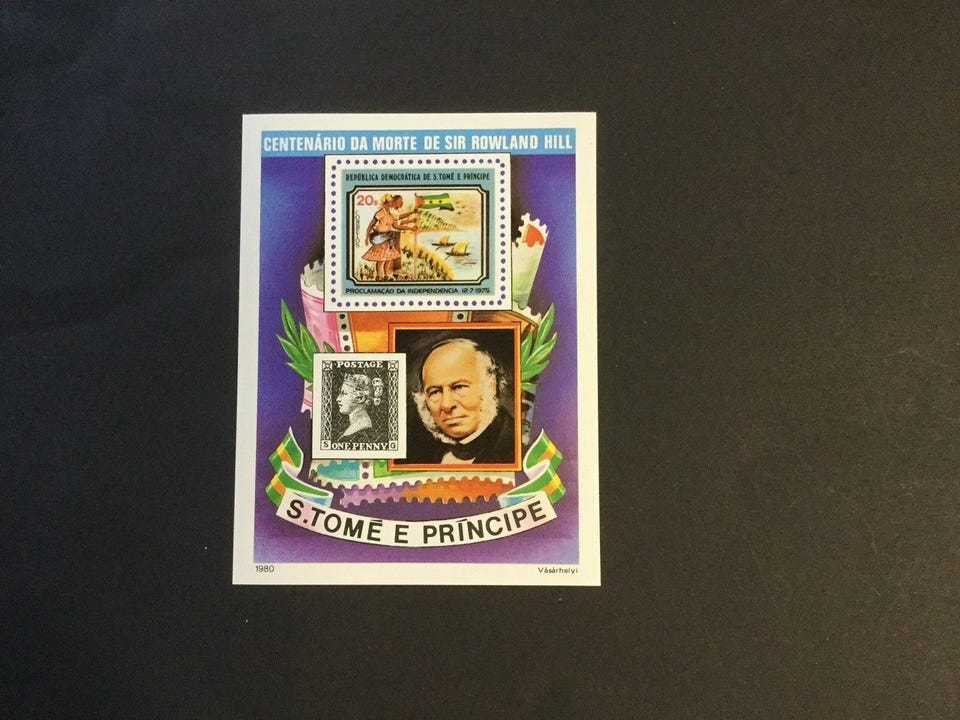 CENTENÁRIO DA MORTE DE SIR ROWLAND HILL
REPÚBLICA DEMOCRÁTICA DE S. TOMÉ E PRÍNCIPE
20
PROCLAMAÇÃO DA INDEPENDÊNCIA 12-7-1975
POSTAGE
S ONE PENNY. G
S. TOMÉ E PRÍNCIPE
1980
Vásárhelyi